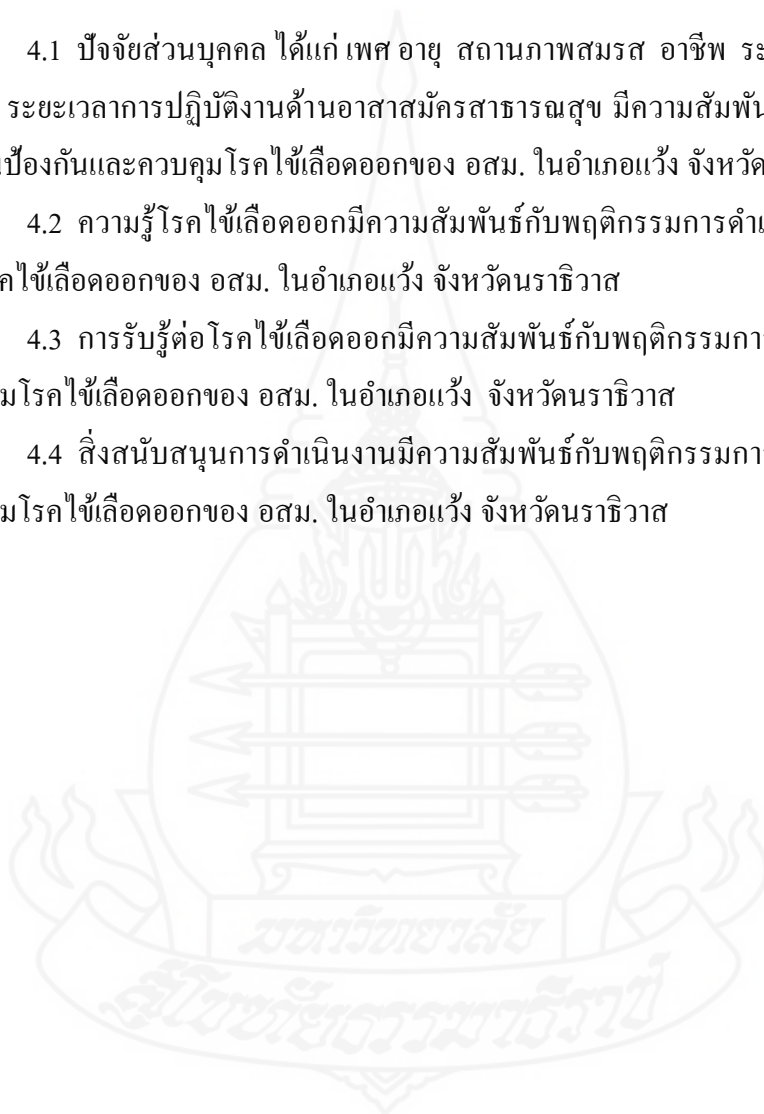 4.1 ปัจจัยส่วนบุคคล ได้แก่ เพศ อายุ สถานภาพสมรส อาชีพ
ระยะเวลาการปฏิบัติงานด้านอาสาสมัครสาธารณสุข
ป้องกันและควบคุมโรคไข้เลือดออกของ อสม. ในอำเภอแว้ง
4.2 ความรู้โรคไข้เลือดออกมีความสัมพันธ์กับพฤติกรรมการดำเ
คไข้เลือดออกของ อสม. ในอำเภอแว้ง จังหวัดนราธิวาส
4.3 การรับรู้ต่อโรคไข้เลือดออกมีความสัมพันธ์กับพฤติกรรมกา
มโรคไข้เลือดออกของ อสม. ในอำเภอแว้ง จังหวัดนราธิวาส
4.4 สิ่งสนับสนุนการดำเนินงานมีความสัมพันธ์กับพฤติกรรมกา
มโรคไข้เลือดออกของ อสม. ในอำเภอแว้ง จังหวัดนราธิวาส
มหาวิทยาลัย
สุโขทัยธรรมาธิราช